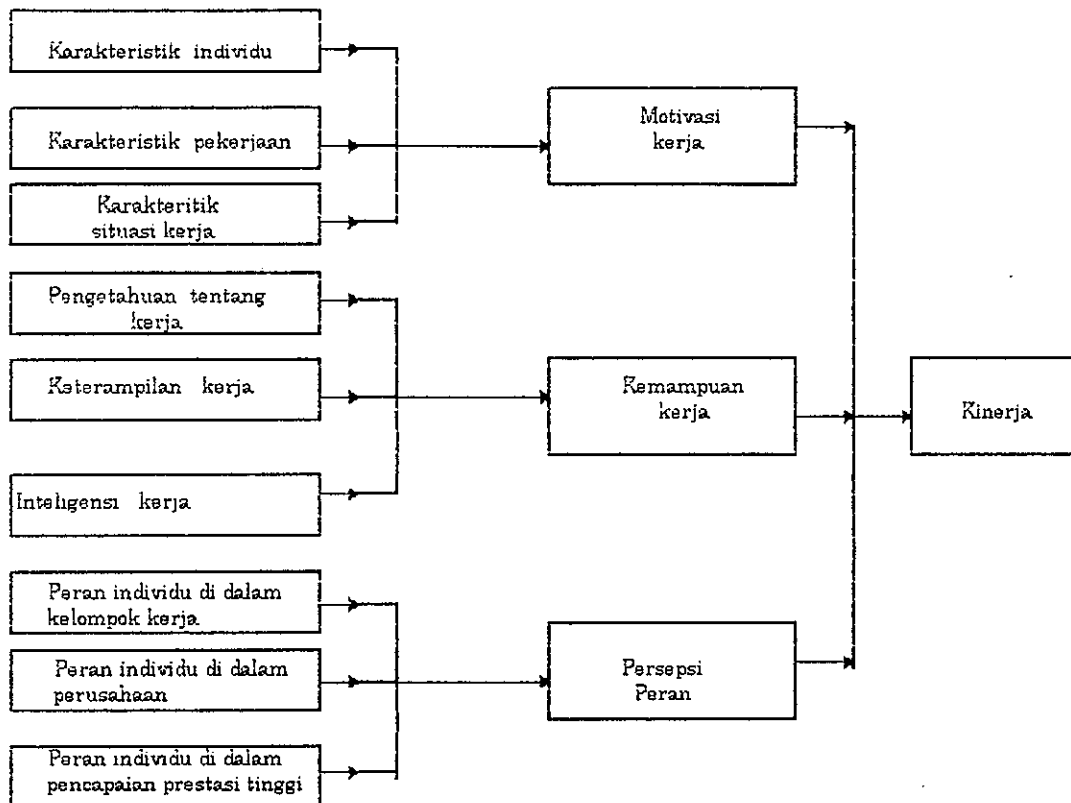 Karakteristik individu
Karakteristik pekerjaan
Karakteritik
situasi kerja
Pengetahuan tentang
kerja
Keterampilan kerja
Inteligensi kerja
Peran individu di dalam
kelompok kerja
Peran individu di dalam
perusahaan
Peran individu di dalam
pencapaian prestasi tinggi
Motivasi
kerja
Kemampuan
kerja
Persepsi
Peran
Kinerja